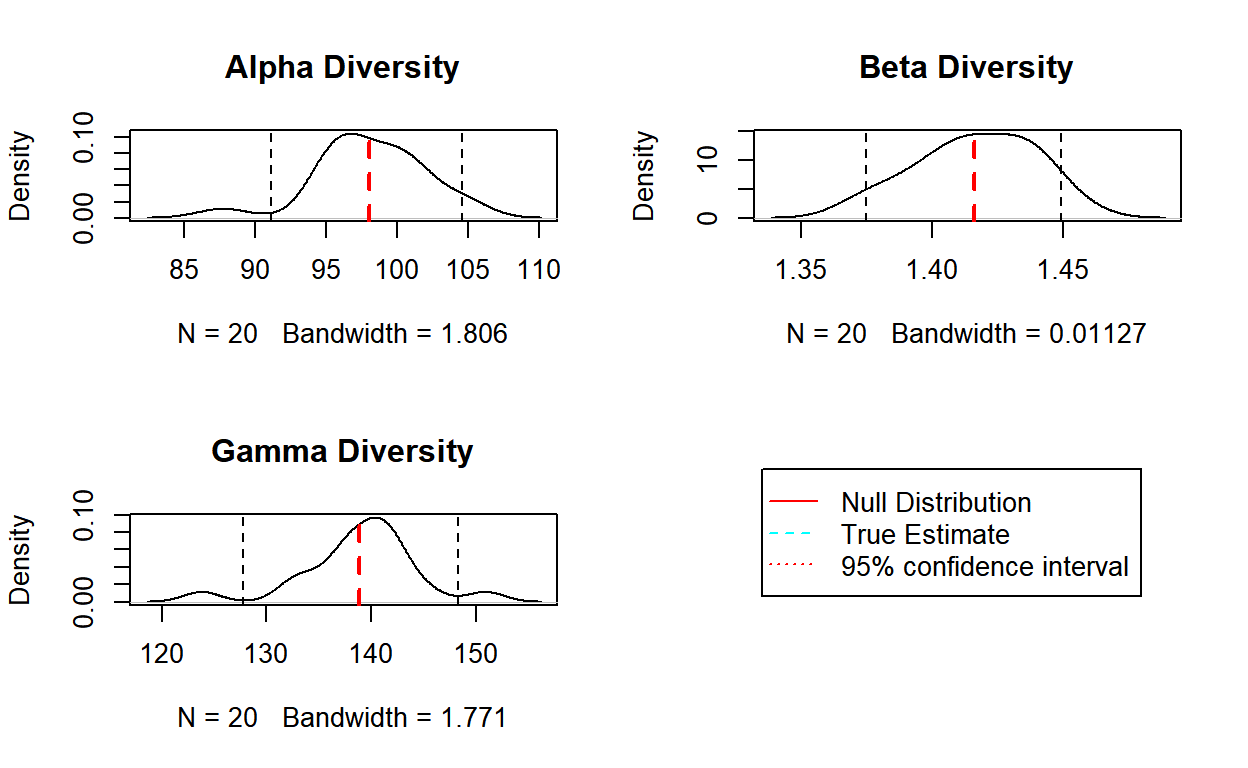 Alpha Diversity
Density
0.00 0.10
85 90 95 100 105 110
N = 20 Bandwidth = 1.806
Beta Diversity
Density
0 10
1.35 1.40 1.45
N = 20 Bandwidth = 0.01127
Gamma Diversity
Density
0.00 0.10
120 130 140 150
N = 20 Bandwidth = 1.771
Null Distribution
True Estimate
95% confidence interval